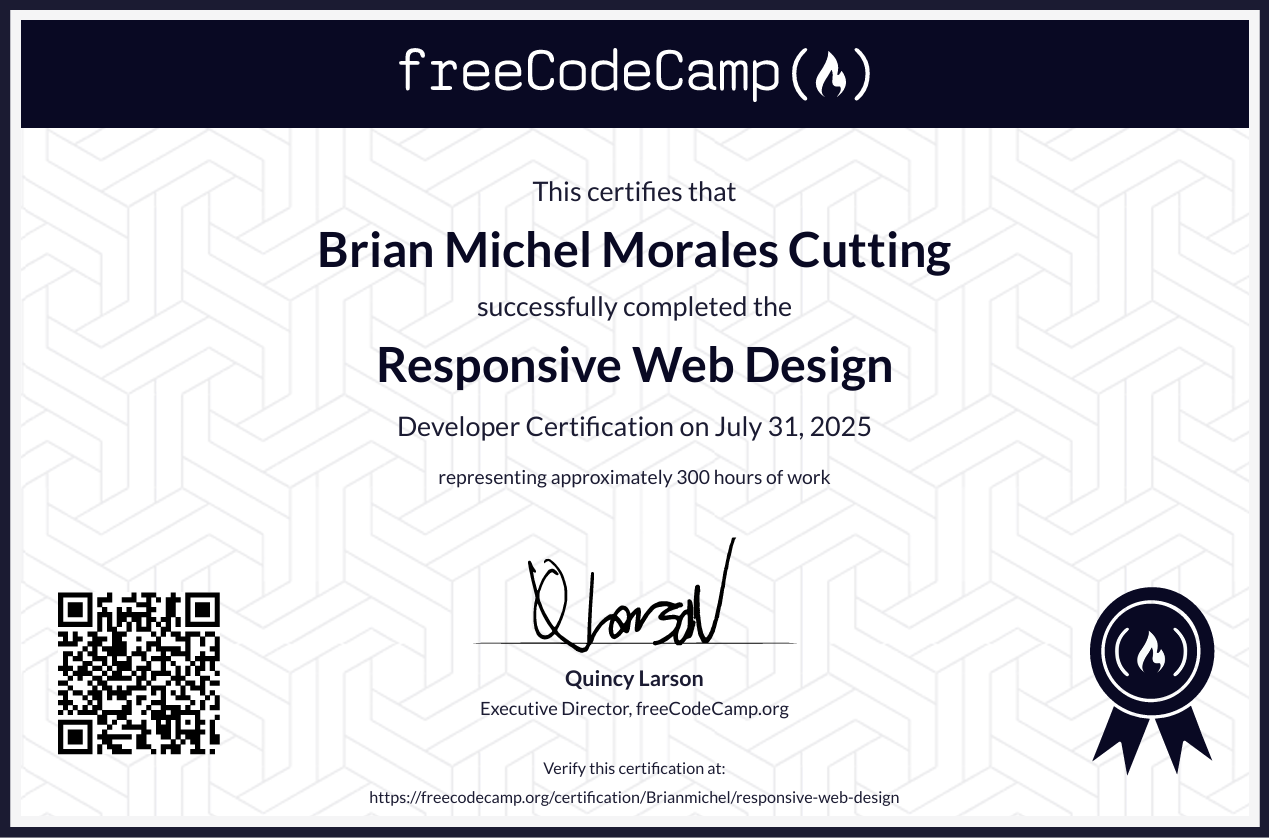 freeCodeCamp
This certifies that
Brian Michel Morales Cutting
successfully completed the
Responsive Web Design
Developer Certification on July 31, 2025
representing approximately 300 hours of work
Q Larson
Quincy Larson
Executive Director, freeCodeCamp.org
Verify this certification at:
https://freecodecamp.org/certification/Brianmichel/responsive-web-design